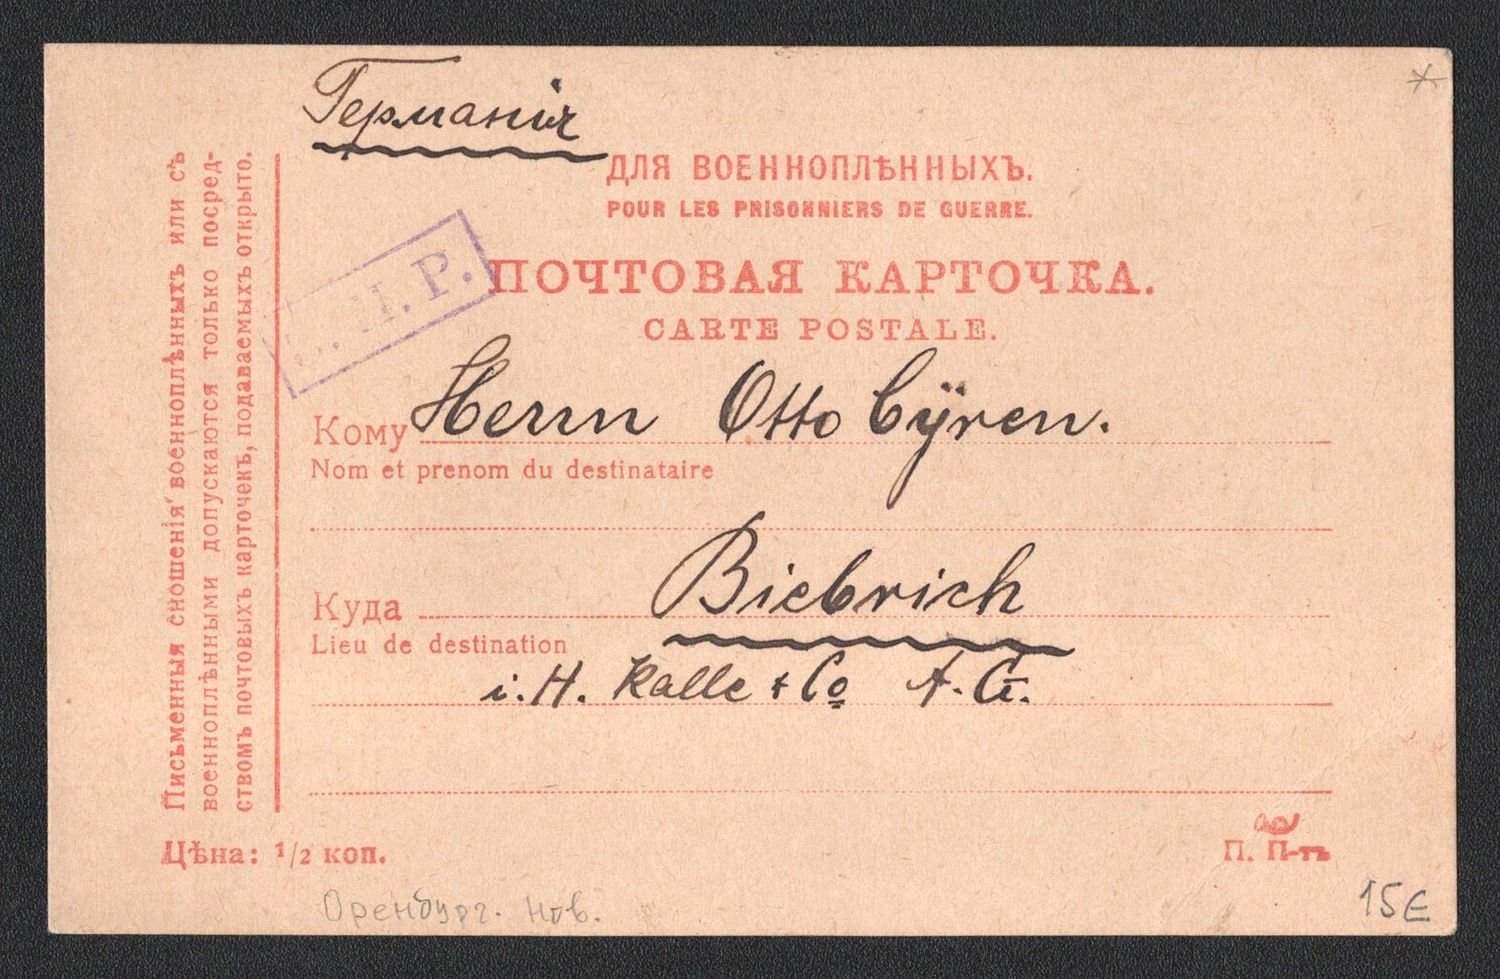 Германія
ДЛЯ ВОЕННОПЛѢННЫХЪ.
POUR LES PRISONNIERS DE GUERRE.
ПОЧТОВАЯ КАРТОЧКА.
CARTE POSTALE.
Кому Herrn Otto Cÿren.
Nom et prenom du destinataire
Куда Biebrich
Lieu de destination
i. H. Kalle & Co A. G.
Письменныя сношенія военноплѣнныхъ или съ
военноплѣнными допускаются только посред-
ствомъ почтовыхъ карточекъ, подаваемыхъ открыто.
Цѣна: 1/2 коп.
П. П-тъ
Оренбург. Нов.
15€